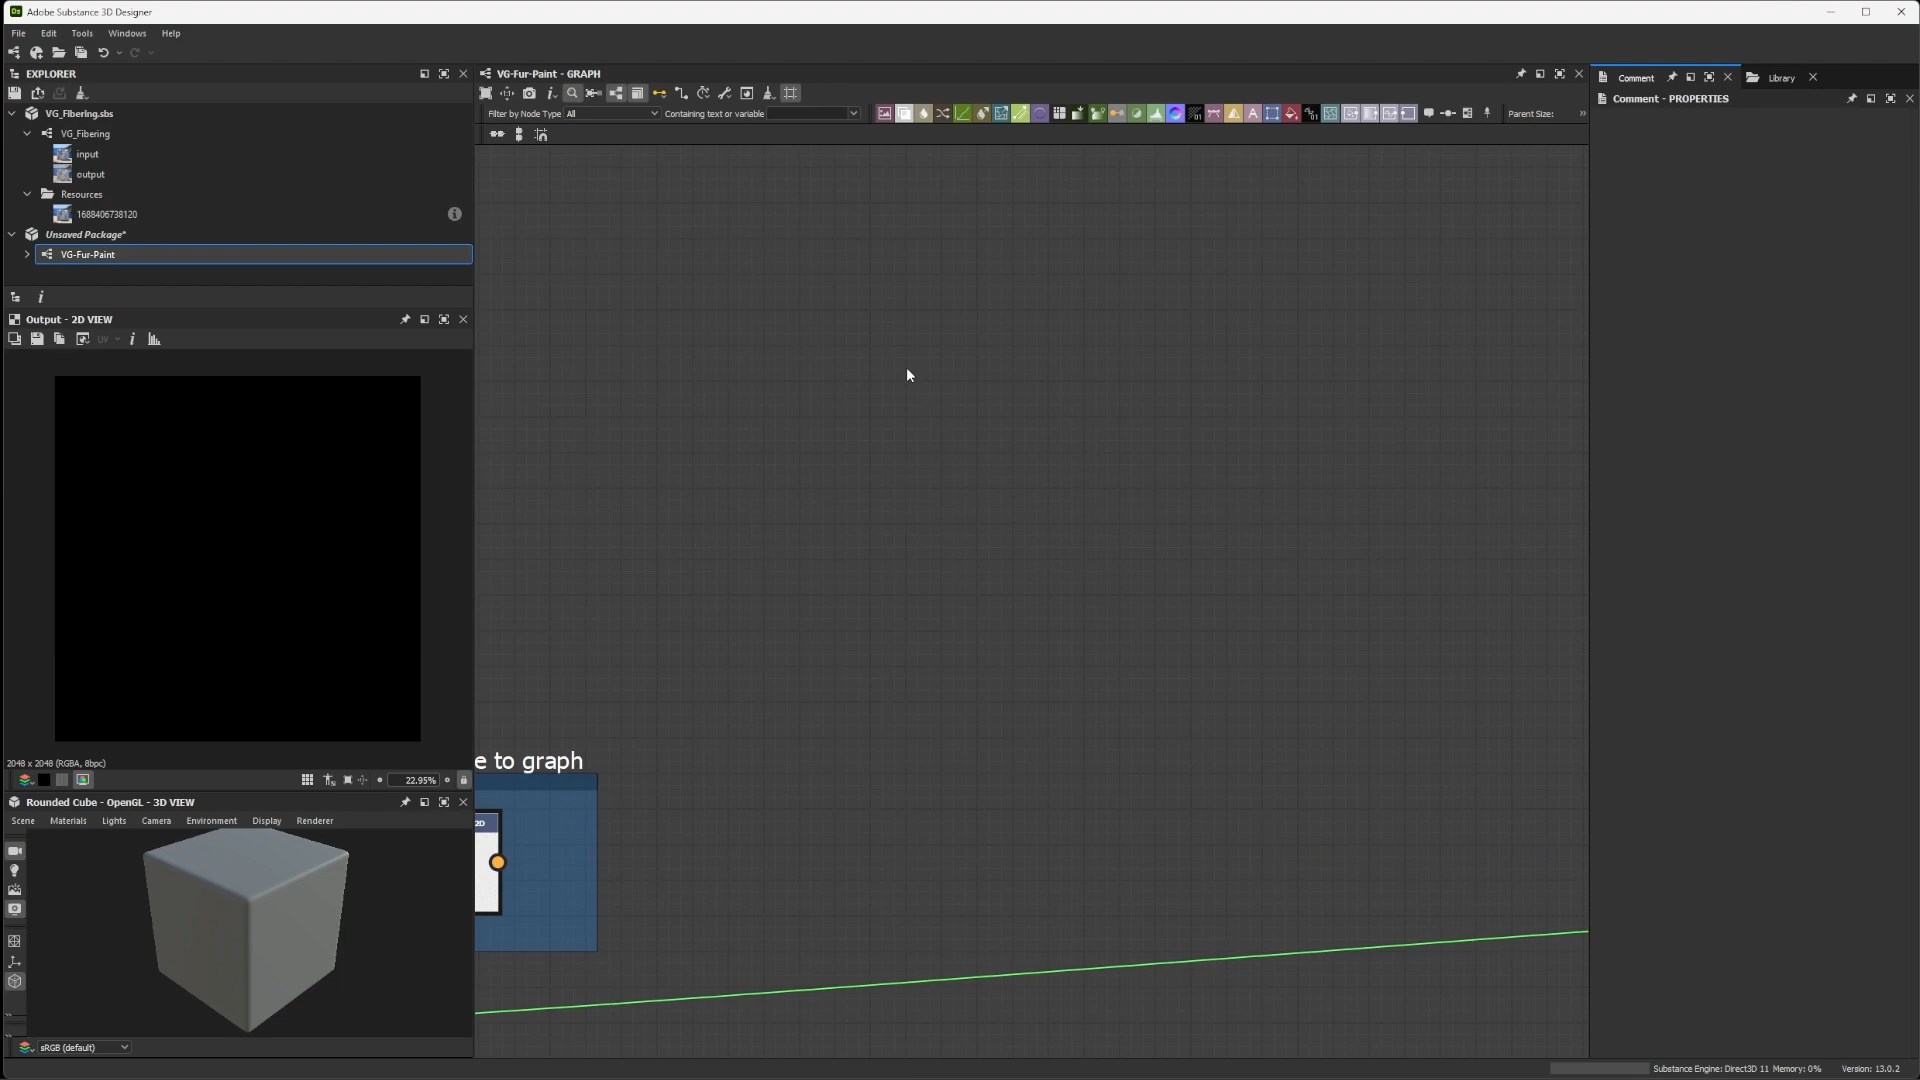 Ds Adobe Substance 3D Designer
File Edit Tools Windows Help
EXPLORER
VG_FIbering.sbs
VG_Fibering
input
output
Resources
1688406738120
Unsaved Package*
VG-Fur-Paint
Output - 2D VIEW
UV
2048 x 2048 (RGBA, 8bpc)
22.95%
Rounded Cube - OpenGL - 3D VIEW
Scene Materials Lights Camera Environment Display Renderer
sRGB (default)
VG-Fur-Paint - GRAPH
Filter by Node Type All Containing text or variable Parent Size:
e to graph
2D
Comment Library
Comment - PROPERTIES
Substance Engine: Direct3D 11 Memory: 0% Version: 13.0.2